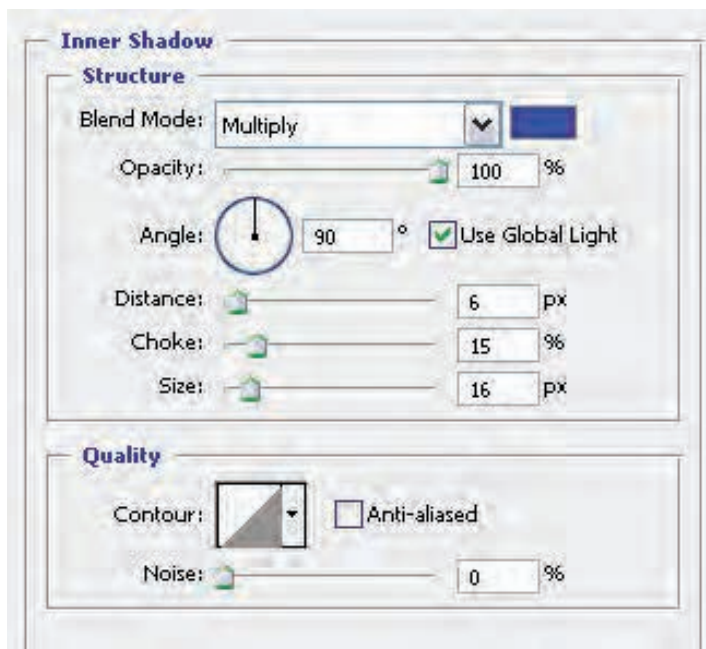 Inner Shadow
Structure
Blend Mode: Multiply
Opacity: 100 %
Angle: 90 ° Use Global Light
Distance: 6 px
Choke: 15 %
Size: 16 px
Quality
Contour: Anti-aliased
Noise: 0 %